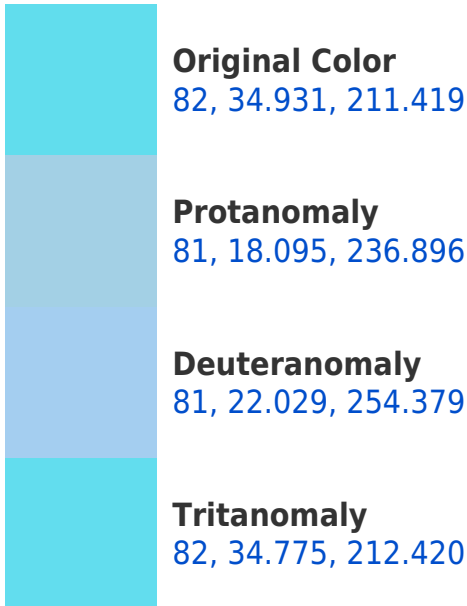 Original Color
82, 34.931, 211.419
Protanomaly
81, 18.095, 236.896
Deuteranomaly
81, 22.029, 254.379
Tritanomaly
82, 34.775, 212.420